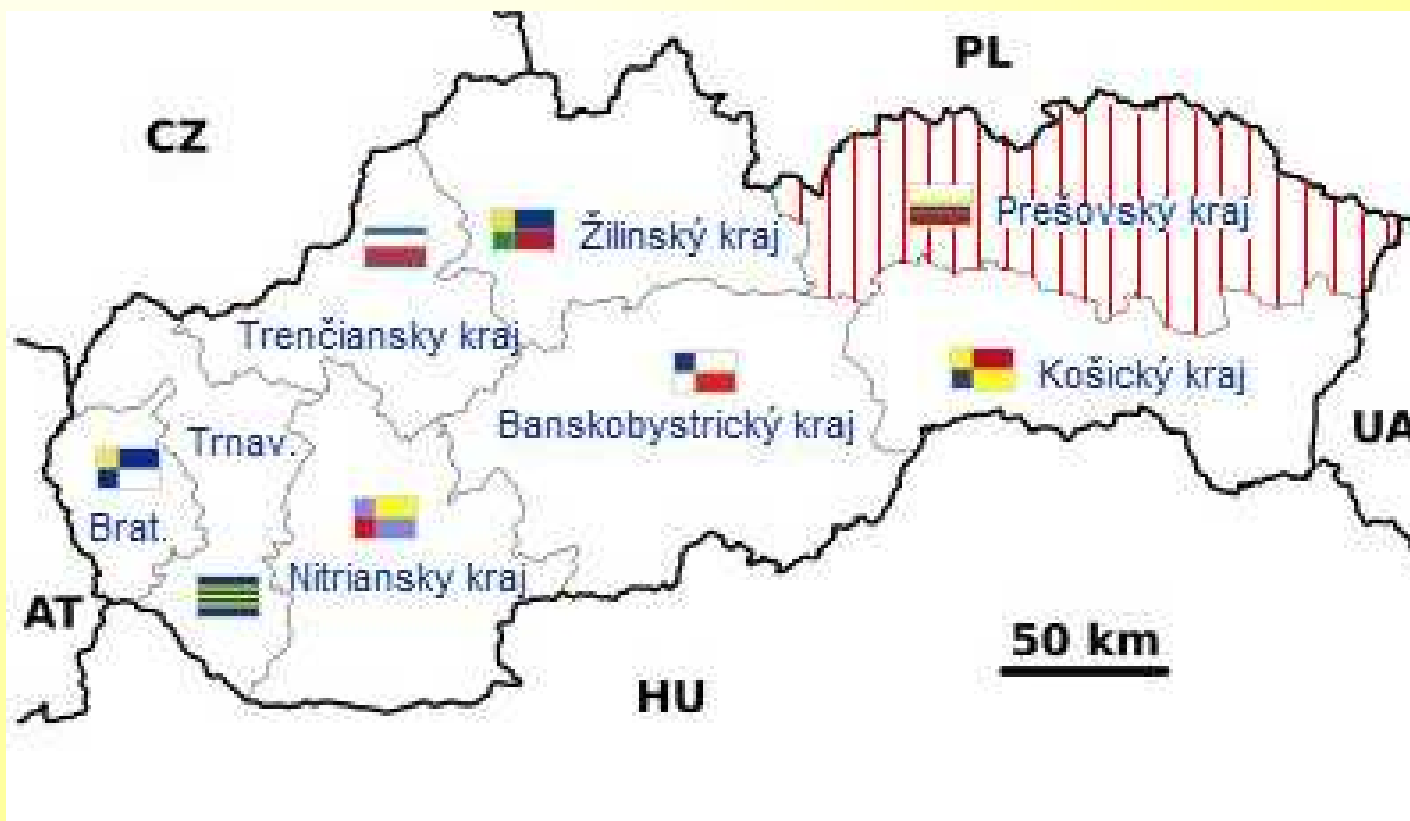 PL
CZ
Prešovský kraj
Žilinský kraj
Trenčiansky kraj
Košický kraj
Banskobystrický kraj
UA
Trnav.
Brat.
Nitriansky kraj
AT
50 km
HU